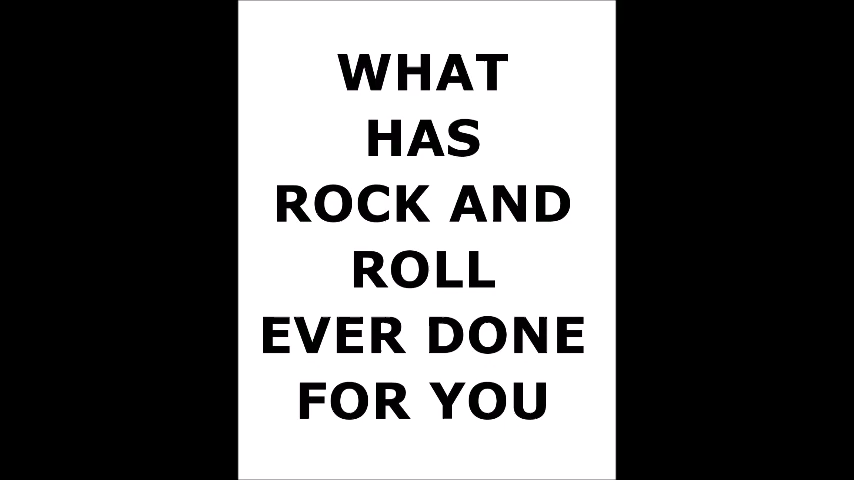 WHAT
HAS
ROCK AND
ROLL
EVER DONE
FOR YOU